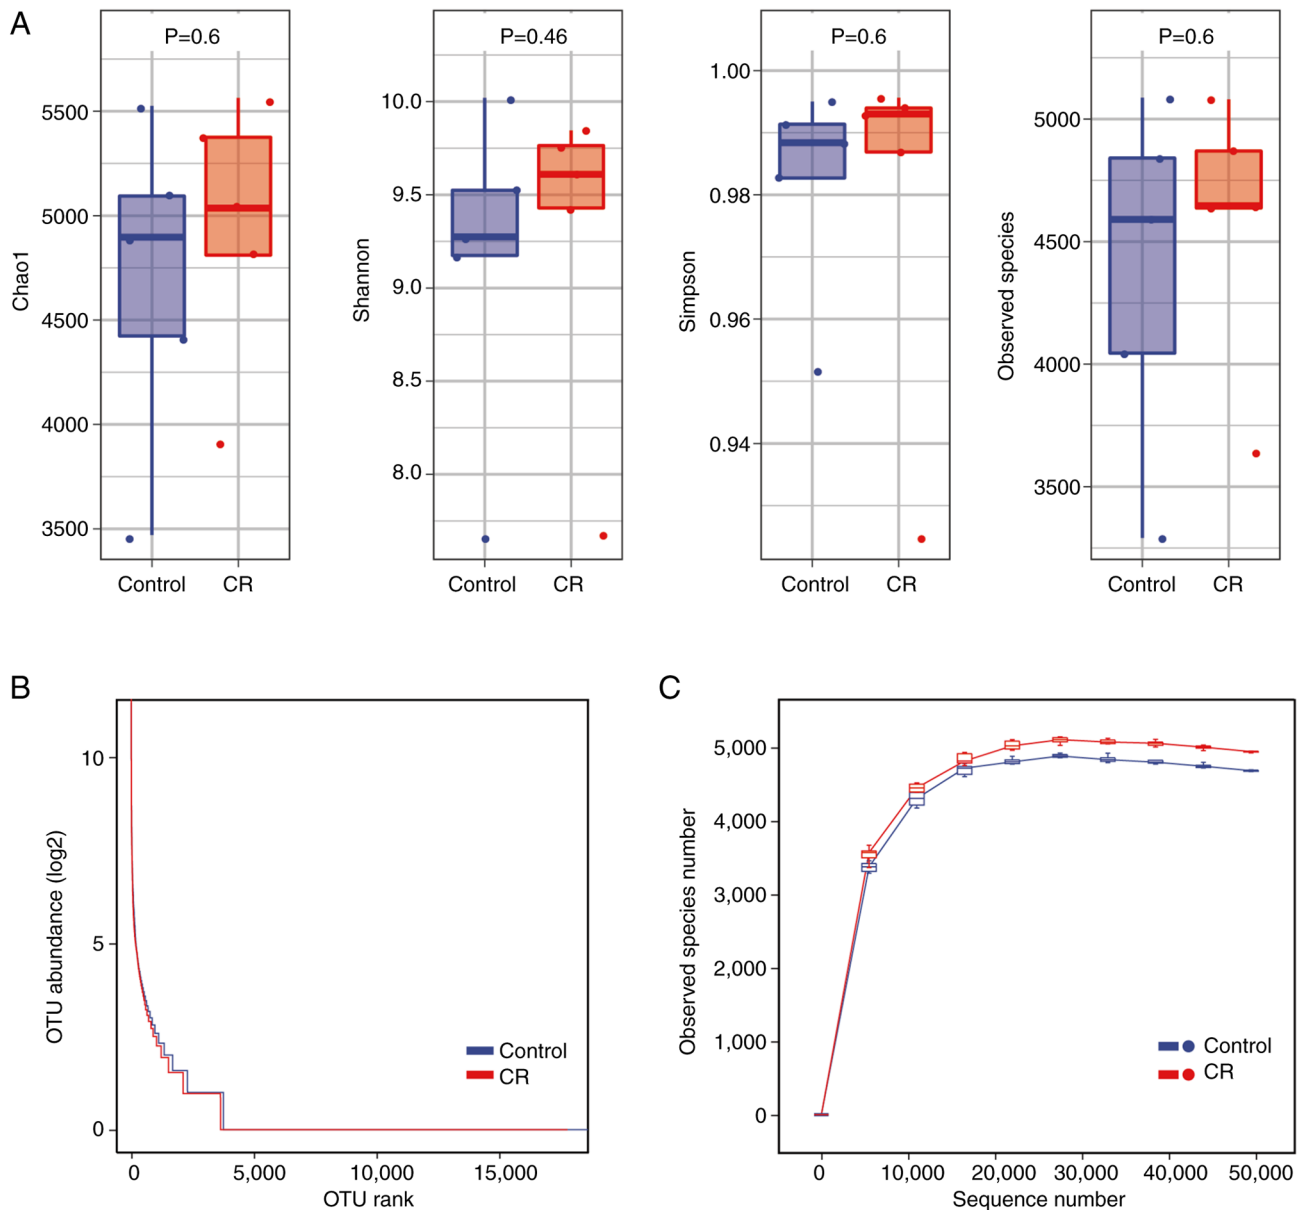 A
P=0.6
Chao1
5500
5000
4500
4000
3500
Control
CR
P=0.46
Shannon
10.0
9.5
9.0
8.5
8.0
Control
CR
P=0.6
Simpson
1.00
0.98
0.96
0.94
Control
CR
P=0.6
Observed species
5000
4500
4000
3500
Control
CR
B
OTU abundance (log2)
10
5
0
Control
CR
0
5,000
10,000
15,000
OTU rank
C
Observed species number
5,000
4,000
3,000
2,000
1,000
0
Control
CR
0
10,000
20,000
30,000
40,000
50,000
Sequence number